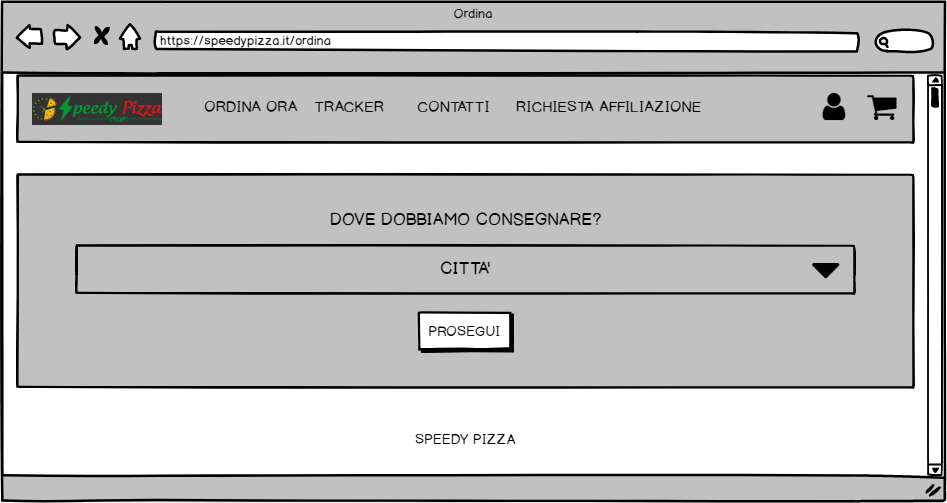 Ordina
https://speedypizza.it/ordina
Speedy Pizza
ORDINA ORA TRACKER CONTATTI RICHIESTA AFFILIAZIONE
DOVE DOBBIAMO CONSEGNARE?
CITTA'
PROSEGUI
SPEEDY PIZZA